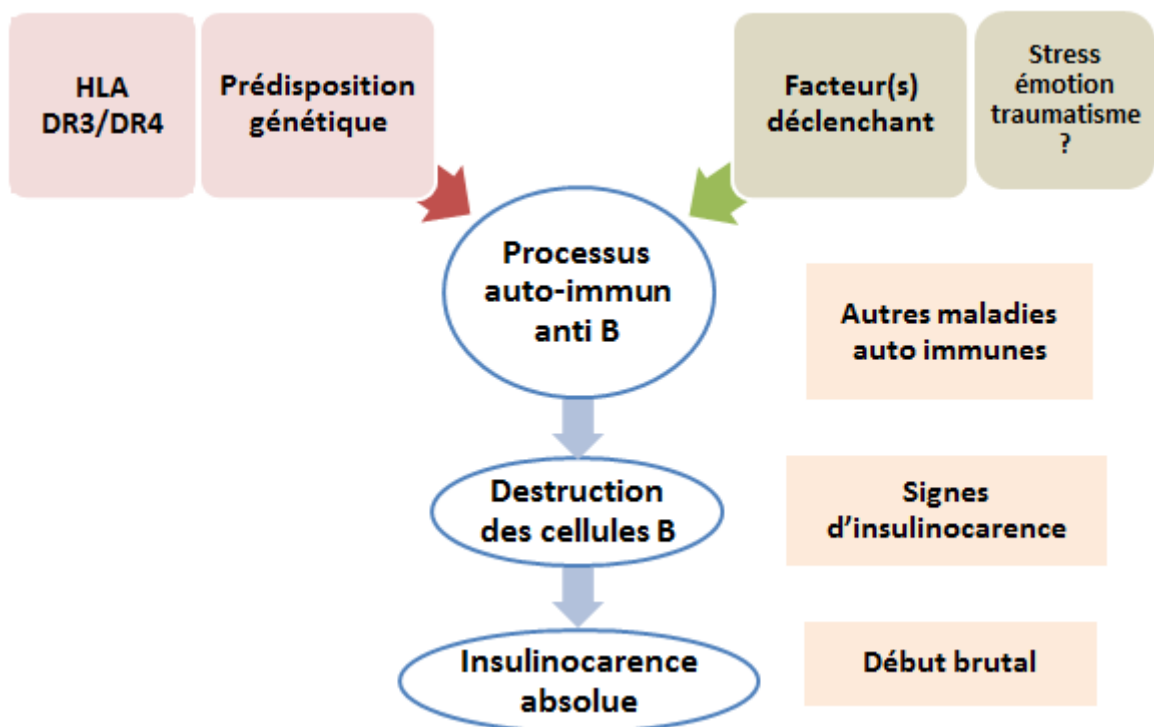 HLA
DR3/DR4
Prédisposition
génétique
Facteur(s)
déclenchant
Stress
émotion
traumatisme
?
Processus
auto-immun
anti B
Autres maladies
auto immunes
Destruction
des cellules B
Signes
d’insulinocarence
Insulinocarence
absolue
Début brutal